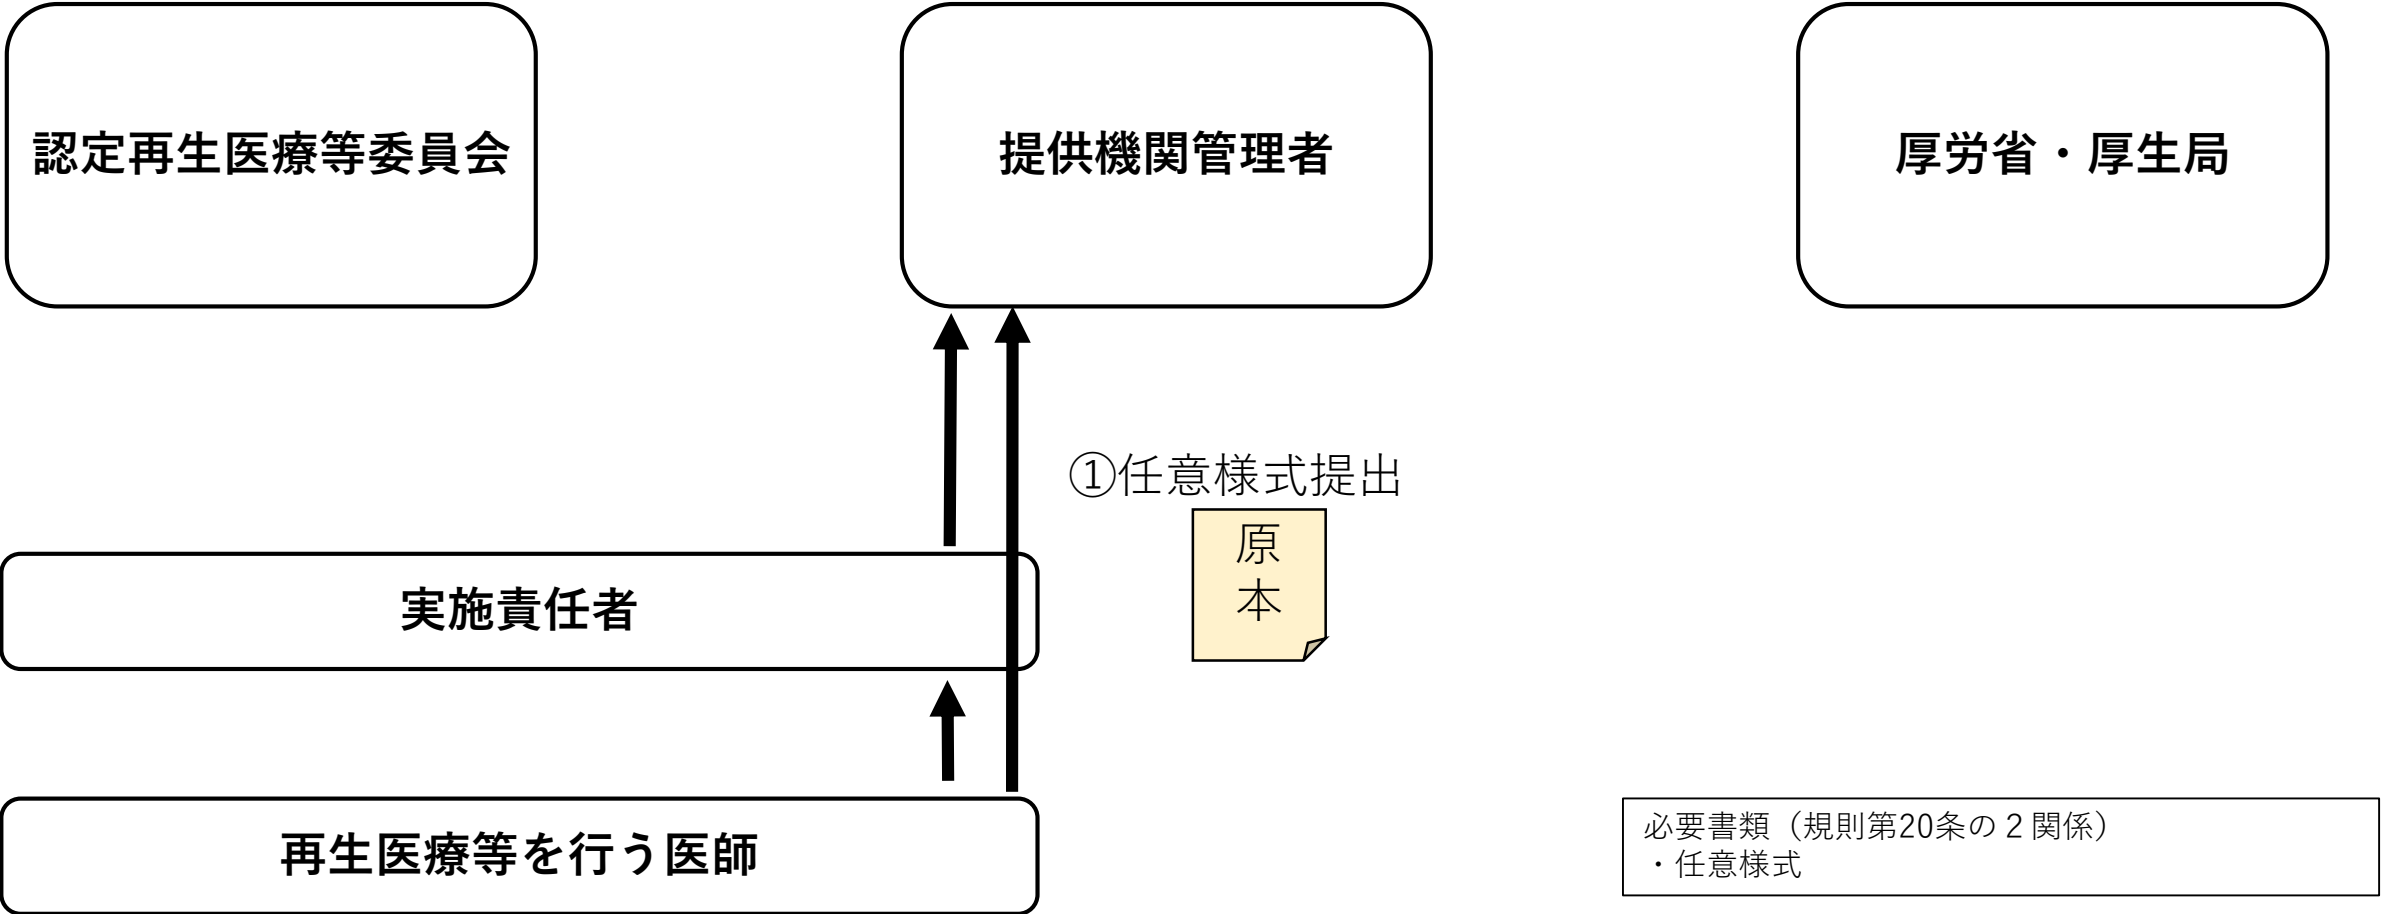 認定再生医療等委員会
提供機関管理者
厚労省・厚生局
①任意様式提出
原
本
実施責任者
再生医療等を行う医師
必要書類（規則第20条の２関係）
・任意様式